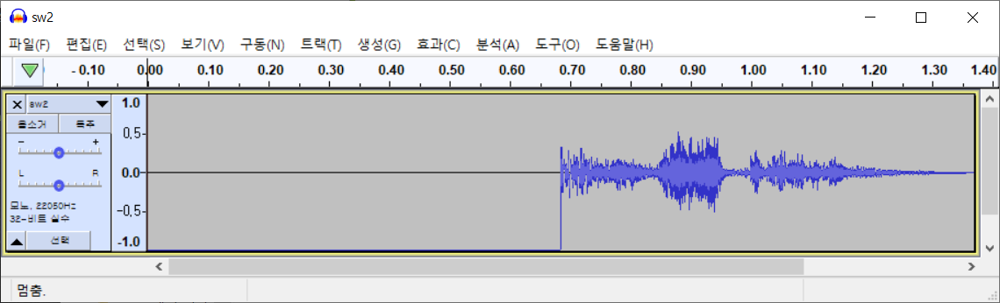 sw2
파일(F) 편집(E) 선택(S) 보기(V) 구동(N) 트랙(T) 생성(G) 효과(C) 분석(A) 도구(O) 도움말(H)
- 0.10 0.00 0.10 0.20 0.30 0.40 0.50 0.60 0.70 0.80 0.90 1.00 1.10 1.20 1.30 1.40
sw2
1.0
음소거 독주
0.5-
- +
0.0-
L R
모노, 22050Hz
-0.5-
32-비트 실수
선택
-1.0
멈춤.